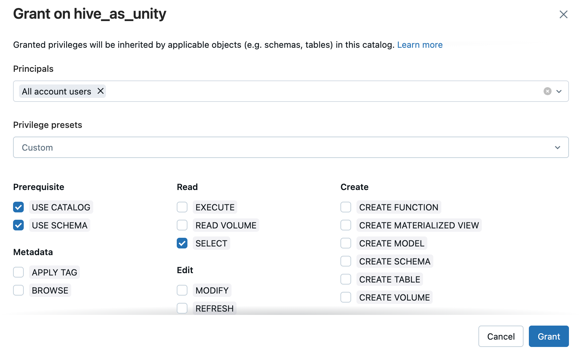 Grant on hive_as_unity
Granted privileges will be inherited by applicable objects (e.g. schemas, tables) in this catalog. Learn more
Principals
All account users
Privilege presets
Custom
Prerequisite
USE CATALOG
USE SCHEMA
Metadata
APPLY TAG
BROWSE
Read
EXECUTE
READ VOLUME
SELECT
Edit
MODIFY
REFRESH
Create
CREATE FUNCTION
CREATE MATERIALIZED VIEW
CREATE MODEL
CREATE SCHEMA
CREATE TABLE
CREATE VOLUME
Cancel
Grant